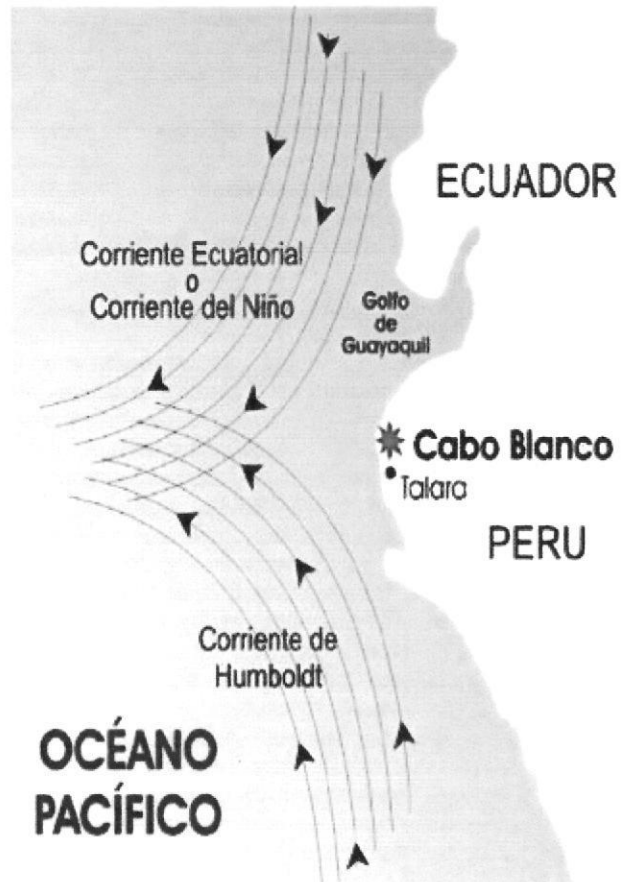 ECUADOR
Corriente Ecuatorial
o
Corriente del Niño
Golfo
de
Guayaquil
Cabo Blanco
Talara
PERU
Corriente de
Humboldt
OCÉANO
PACÍFICO